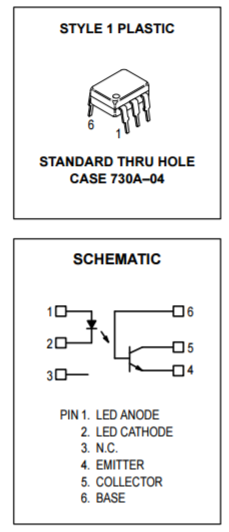 STYLE 1 PLASTIC
6
1
STANDARD THRU HOLE
CASE 730A–04
SCHEMATIC
1
6
2
5
3
4
PIN 1. LED ANODE
2. LED CATHODE
3. N.C.
4. EMITTER
5. COLLECTOR
6. BASE